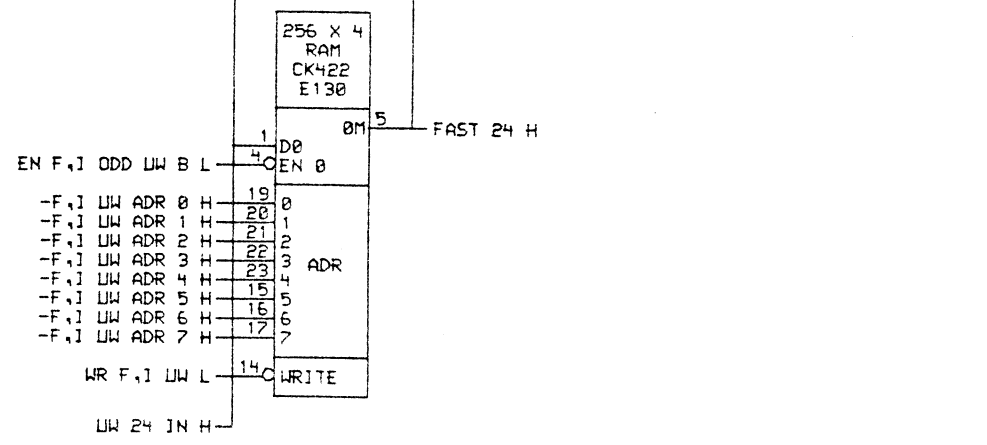 256 X 4
RAM
CK422
E130
0M 5 FAST 24 H
1 D0
EN F,I ODD UW B L 4 EN 0
-F,I UW ADR 0 H 19 0
-F,I UW ADR 1 H 20 1
-F,I UW ADR 2 H 21 2
-F,I UW ADR 3 H 22 3
ADR
-F,I UW ADR 4 H 23 4
-F,I UW ADR 5 H 15 5
-F,I UW ADR 6 H 16 6
-F,I UW ADR 7 H 17 7
WR F,I UW L 14 WRITE
UW 24 IN H